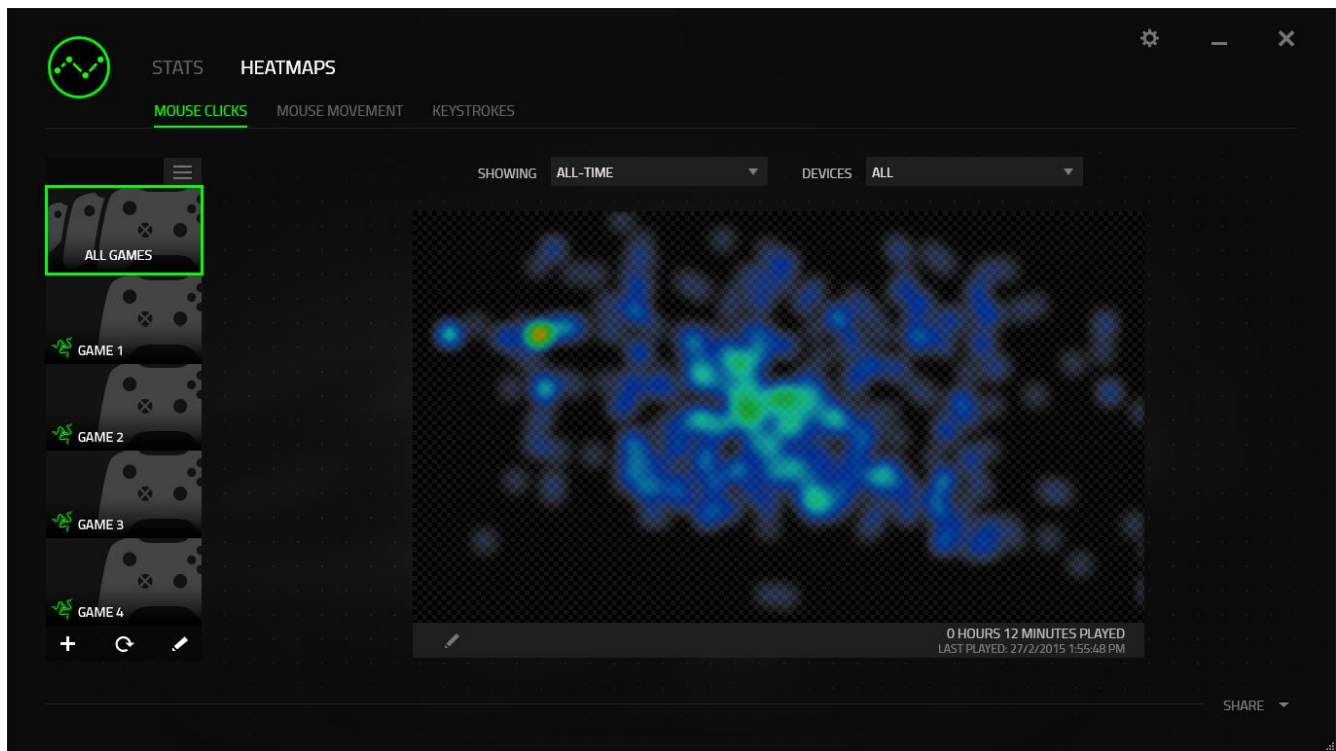 STATS HEATMAPS
MOUSE CLICKS MOUSE MOVEMENT KEYSTROKES
SHOWING ALL-TIME DEVICES ALL
ALL GAMES
GAME 1
GAME 2
GAME 3
GAME 4
0 HOURS 12 MINUTES PLAYED
LAST PLAYED: 27/2/2015 1:55:48 PM
SHARE